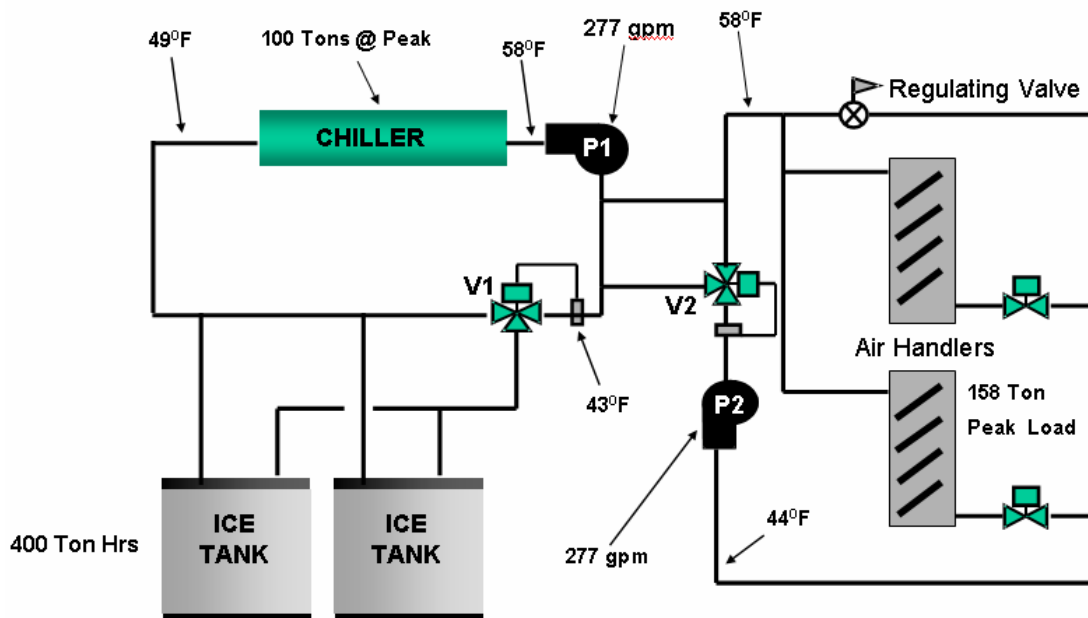 49⁰F
100 Tons @ Peak
58⁰F
277 gpm
58⁰F
Regulating Valve
CHILLER
P1
V1
V2
Air Handlers
43⁰F
P2
158 Ton
Peak Load
ICE
TANK
ICE
TANK
400 Ton Hrs
277 gpm
44⁰F